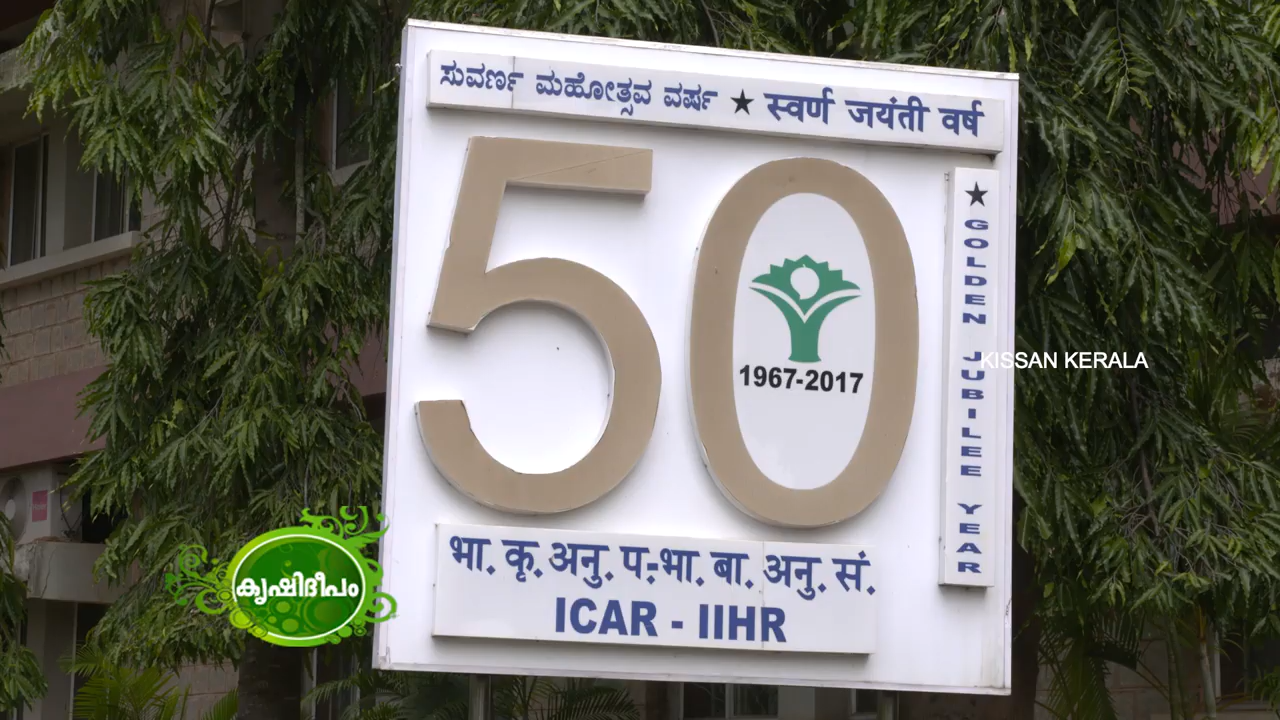 ಸುವರ್ಣ ಮಹೋತ್ಸವ ವರ್ಷ ★ स्वर्ण जयंती वर्ष
50
1967-2017
★ GOLDEN JUBILEE YEAR
KISSAN KERALA
भा. कृ. अनु. प.-भा. बा. अनु. सं.
ICAR - IIHR
കൃഷിദീപം